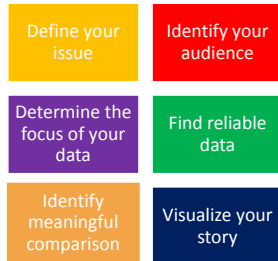 Define your
issue
Identify your
audience
Determine the
focus of your
data
Find reliable
data
Identify
meaningful
comparison
Visualize your
story